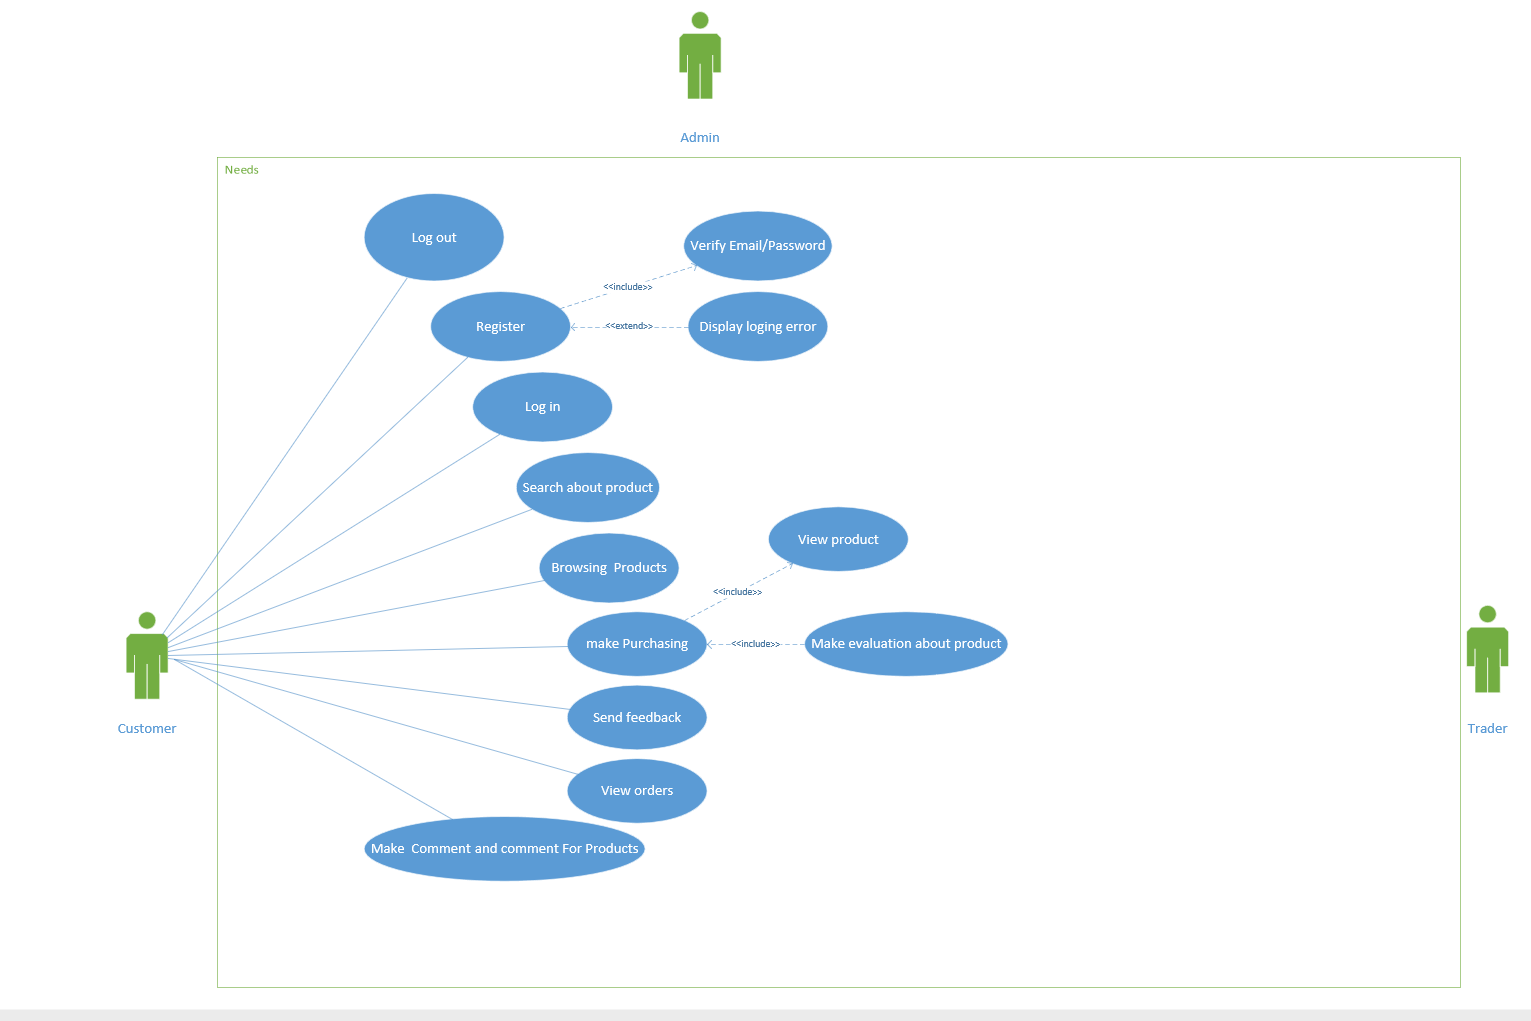 Admin
Needs
Log out
Verify Email/Password
<<include>>
Register
<<extend>>
Display loging error
Log in
Search about product
View product
Browsing  Products
<<include>>
make Purchasing
<<include>>
Make evaluation about product
Send feedback
Customer
Trader
View orders
Make  Comment and comment For Products